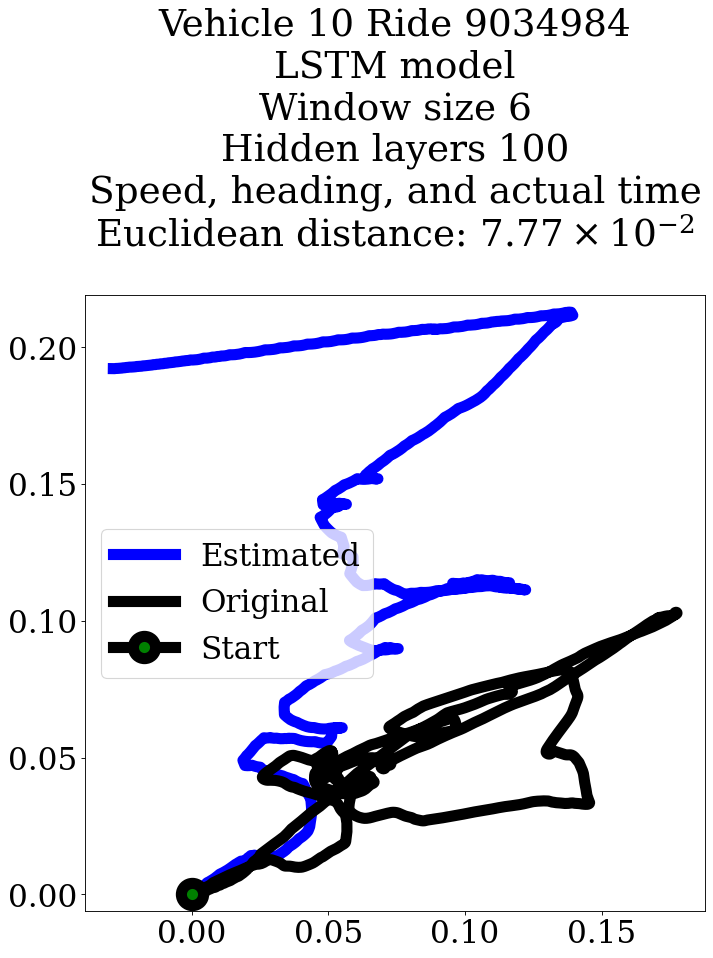 Vehicle 10 Ride 9034984
LSTM model
Window size 6
Hidden layers 100
Speed, heading, and actual time
Euclidean distance: 7.77 × 10⁻²
0.20
0.15
0.10
0.05
0.00
Estimated
Original
Start
0.00 0.05 0.10 0.15